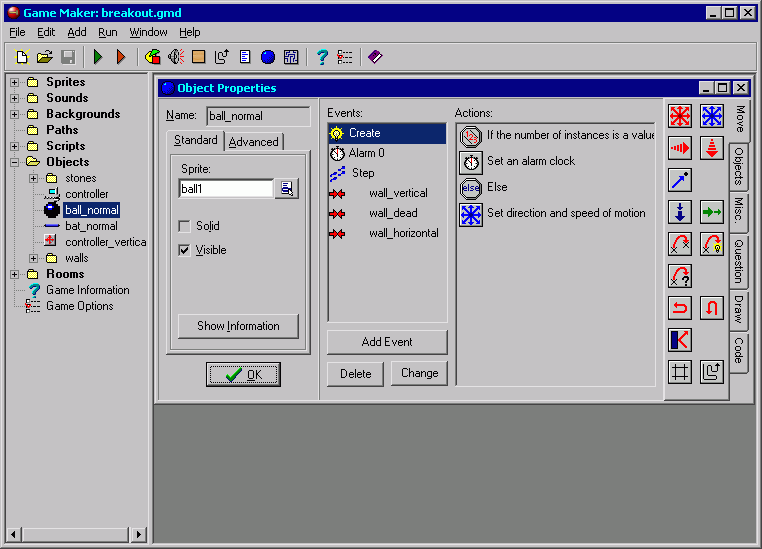 Game Maker: breakout.gmd
File Edit Add Run Window Help
?
Sprites
Sounds
Backgrounds
Paths
Scripts
Objects
stones
controller
ball_normal
bat_normal
controller_vertica
walls
Rooms
? Game Information
Game Options
Object Properties
Name: ball_normal
Standard Advanced
Sprite:
ball1
Solid
Visible
Show Information
OK
Events:
Create
Alarm 0
Step
wall_vertical
wall_dead
wall_horizontal
Add Event
Delete Change
Actions:
If the number of instances is a value
Set an alarm clock
else Else
Set direction and speed of motion
Move
Objects
Misc.
Question
Draw
Code